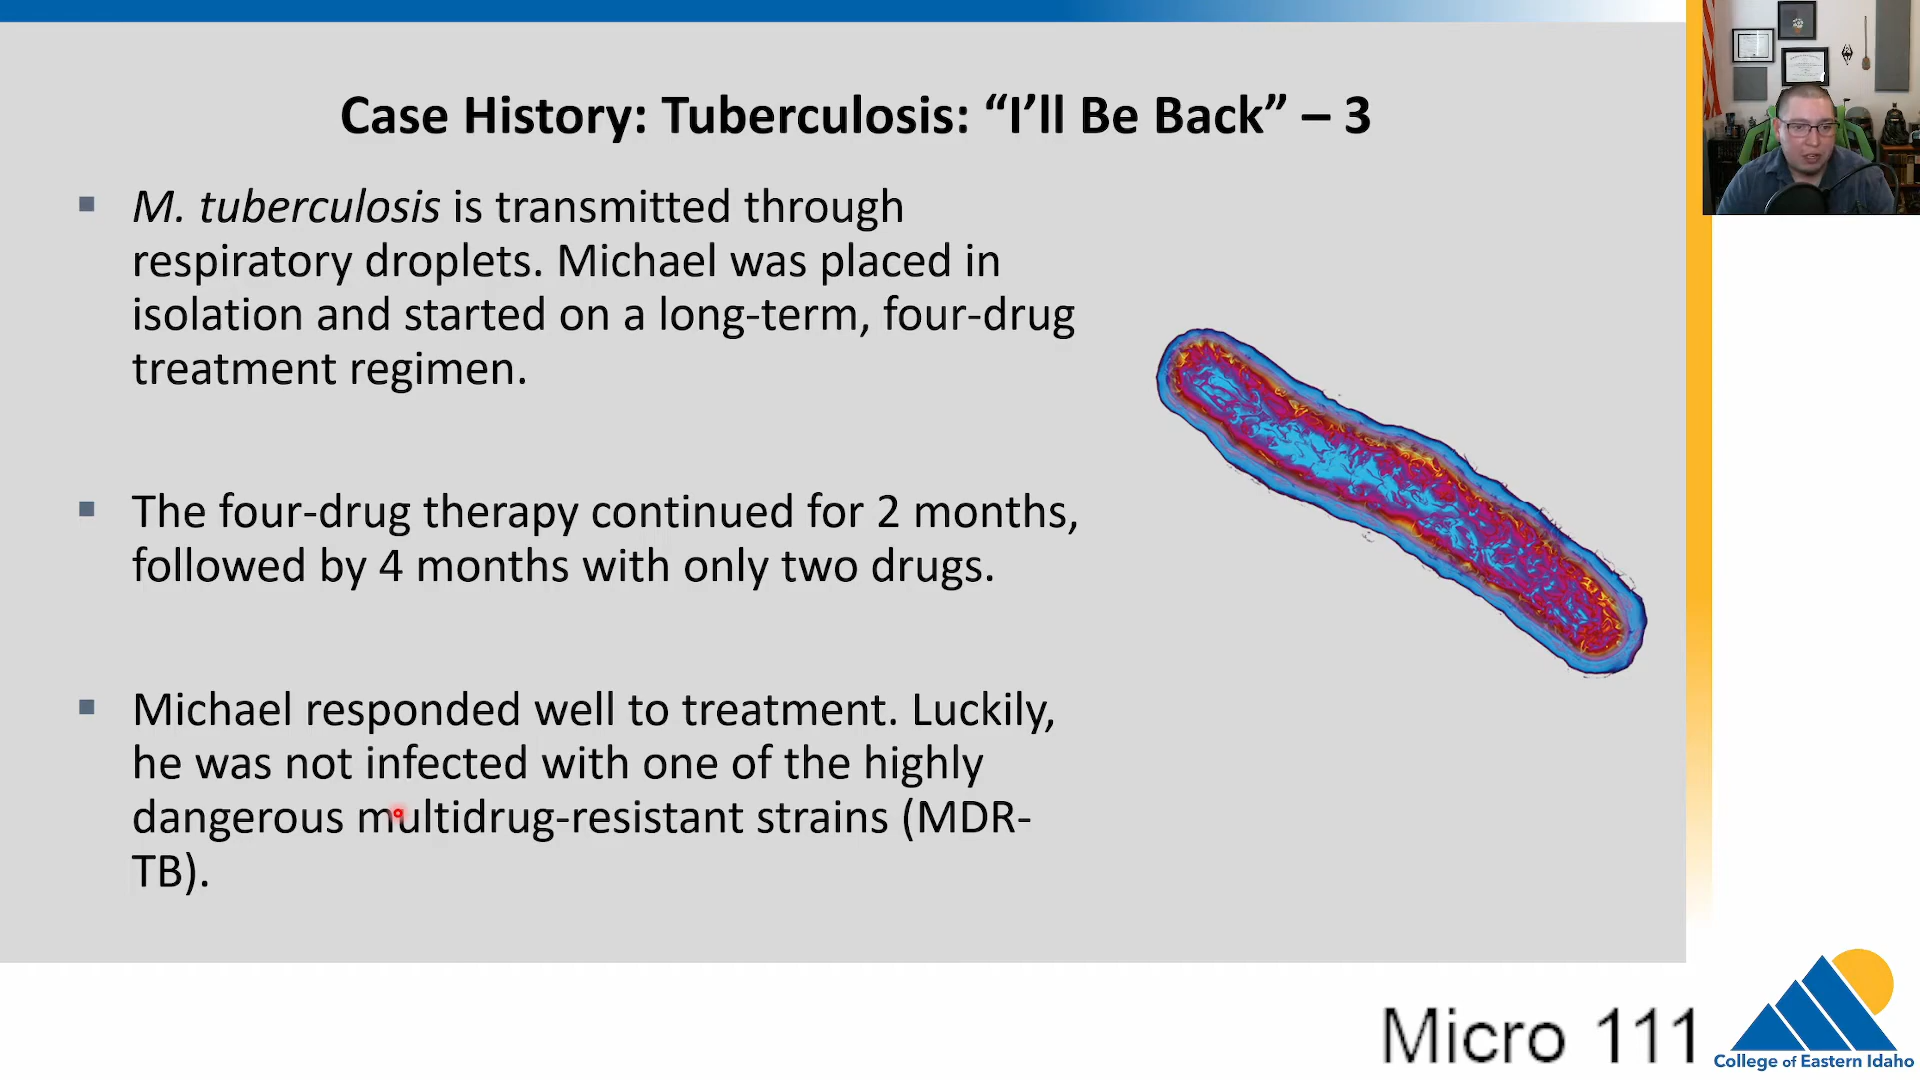 Case History: Tuberculosis: “I’ll Be Back” – 3
M. tuberculosis is transmitted through
respiratory droplets. Michael was placed in
isolation and started on a long-term, four-drug
treatment regimen.
The four-drug therapy continued for 2 months,
followed by 4 months with only two drugs.
Michael responded well to treatment. Luckily,
he was not infected with one of the highly
dangerous multidrug-resistant strains (MDR-
TB).
Micro 111
College of Eastern Idaho